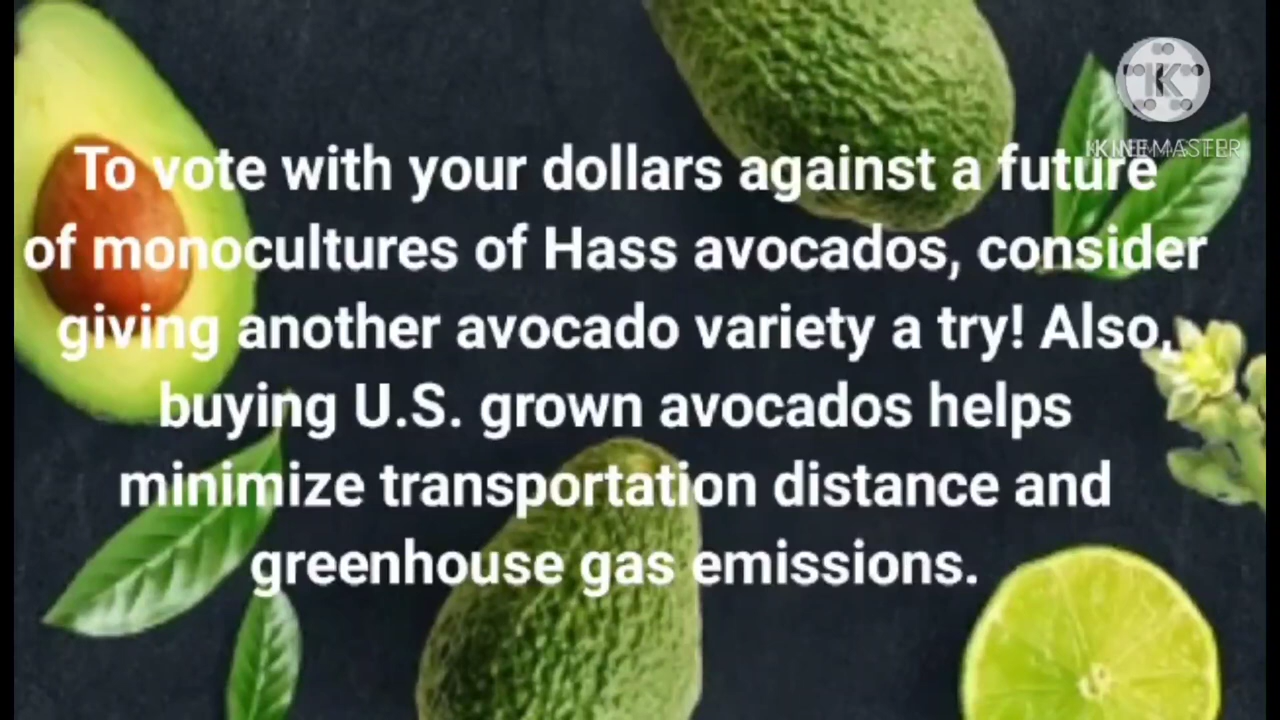 KINEMASTER
To vote with your dollars against a future
of monocultures of Hass avocados, consider
giving another avocado variety a try! Also,
buying U.S. grown avocados helps
minimize transportation distance and
greenhouse gas emissions.